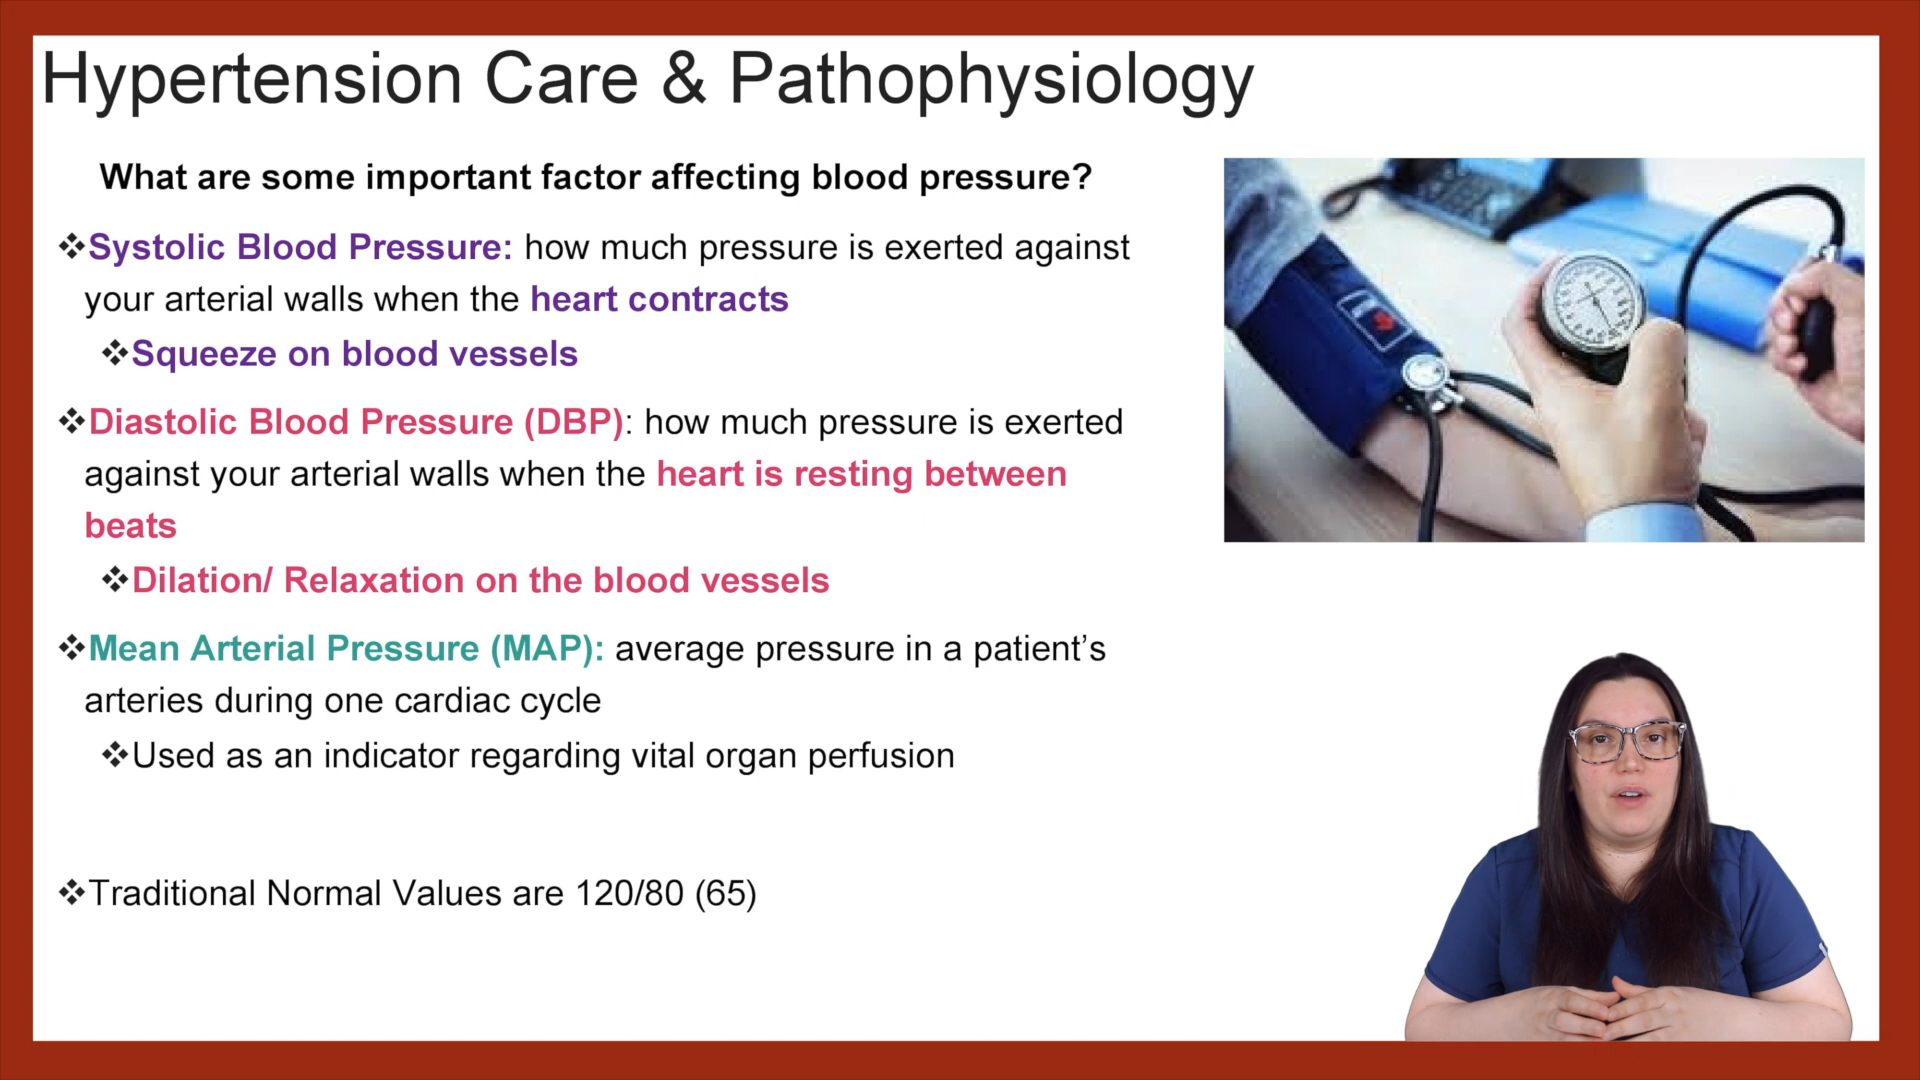 Hypertension Care & Pathophysiology
What are some important factor affecting blood pressure?
❖Systolic Blood Pressure: how much pressure is exerted against
your arterial walls when the heart contracts
❖Squeeze on blood vessels
❖Diastolic Blood Pressure (DBP): how much pressure is exerted
against your arterial walls when the heart is resting between
beats
❖Dilation/ Relaxation on the blood vessels
❖Mean Arterial Pressure (MAP): average pressure in a patient’s
arteries during one cardiac cycle
❖Used as an indicator regarding vital organ perfusion
❖Traditional Normal Values are 120/80 (65)